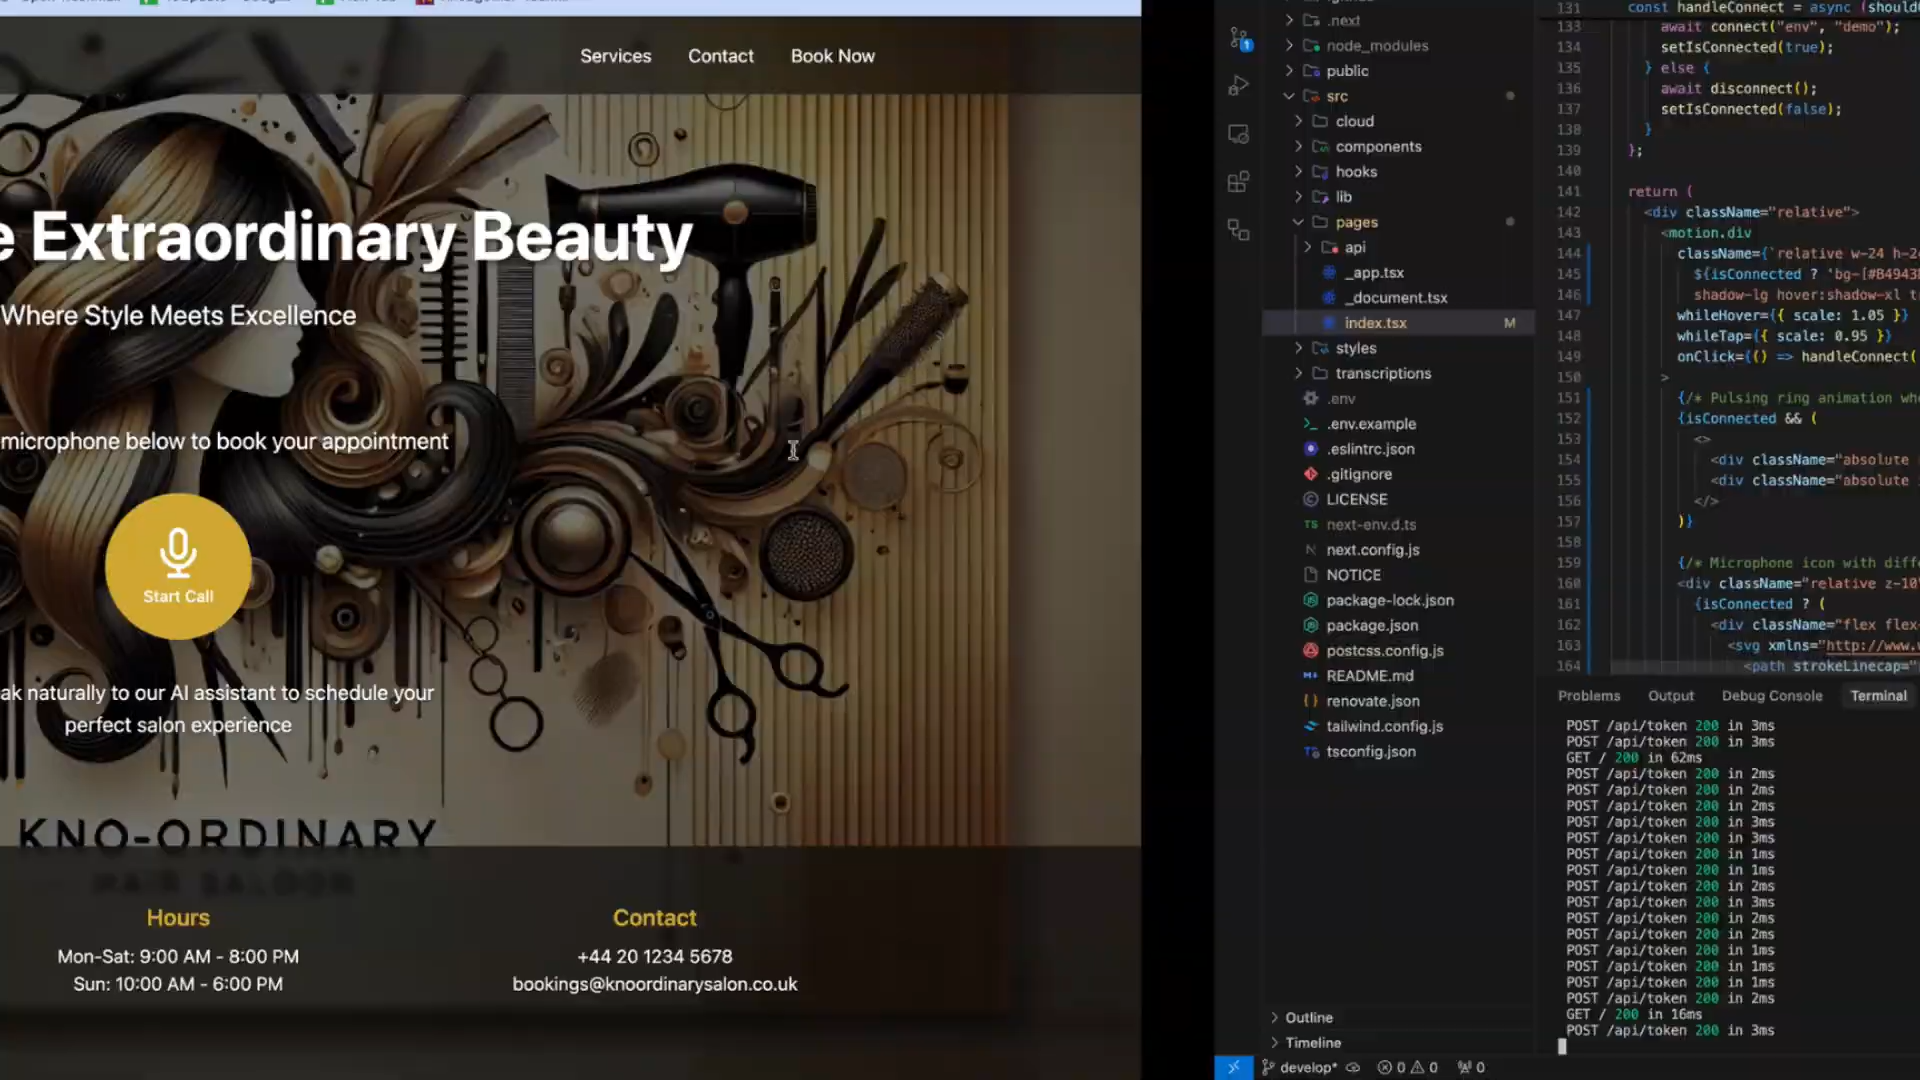 Services
Contact
Book Now
e Extraordinary Beauty
Where Style Meets Excellence
microphone below to book your appointment
Start Call
ak naturally to our AI assistant to schedule your
perfect salon experience
KNO-ORDINARY
HAIR SALOON
Hours
Mon-Sat: 9:00 AM - 8:00 PM
Sun: 10:00 AM - 6:00 PM
Contact
+44 20 1234 5678
bookings@knoordinarysalon.co.uk
1
.next
node_modules
public
src
cloud
components
hooks
lib
pages
api
_app.tsx
_document.tsx
index.tsx M
styles
transcriptions
.env
.env.example
.eslintrc.json
.gitignore
LICENSE
TS next-env.d.ts
next.config.js
NOTICE
package-lock.json
package.json
postcss.config.js
README.md
renovate.json
tailwind.config.js
tsconfig.json
Outline
Timeline
develop*
0 0 0
131 const handleConnect = async (should
133 await connect("env", "demo");
134 setIsConnected(true);
135 } else {
136 await disconnect();
137 setIsConnected(false);
138 }
139 };
140
141 return (
142 <div className="relative">
143 <motion.div
144 className={`relative w-24 h-2
145 ${isConnected ? 'bg-[#B4943
146 shadow-lg hover:shadow-xl t
147 whileHover={{ scale: 1.05 }}
148 whileTap={{ scale: 0.95 }}
149 onClick={() => handleConnect(
150 >
151 {/* Pulsing ring animation wh
152 {isConnected && (
153 <>
154 <div className="absolute
155 <div className="absolute
156 </>
157 )}
158
159 {/* Microphone icon with diff
160 <div className="relative z-10
161 {isConnected ? (
162 <div className="flex flex-
163 <svg xmlns="http://www.w
164 <path strokeLinecap="
Problems Output Debug Console Terminal
POST /api/token 200 in 3ms
POST /api/token 200 in 3ms
GET / 200 in 62ms
POST /api/token 200 in 2ms
POST /api/token 200 in 2ms
POST /api/token 200 in 2ms
POST /api/token 200 in 3ms
POST /api/token 200 in 3ms
POST /api/token 200 in 1ms
POST /api/token 200 in 1ms
POST /api/token 200 in 2ms
POST /api/token 200 in 3ms
POST /api/token 200 in 2ms
POST /api/token 200 in 2ms
POST /api/token 200 in 1ms
POST /api/token 200 in 1ms
POST /api/token 200 in 1ms
POST /api/token 200 in 2ms
GET / 200 in 16ms
POST /api/token 200 in 3ms